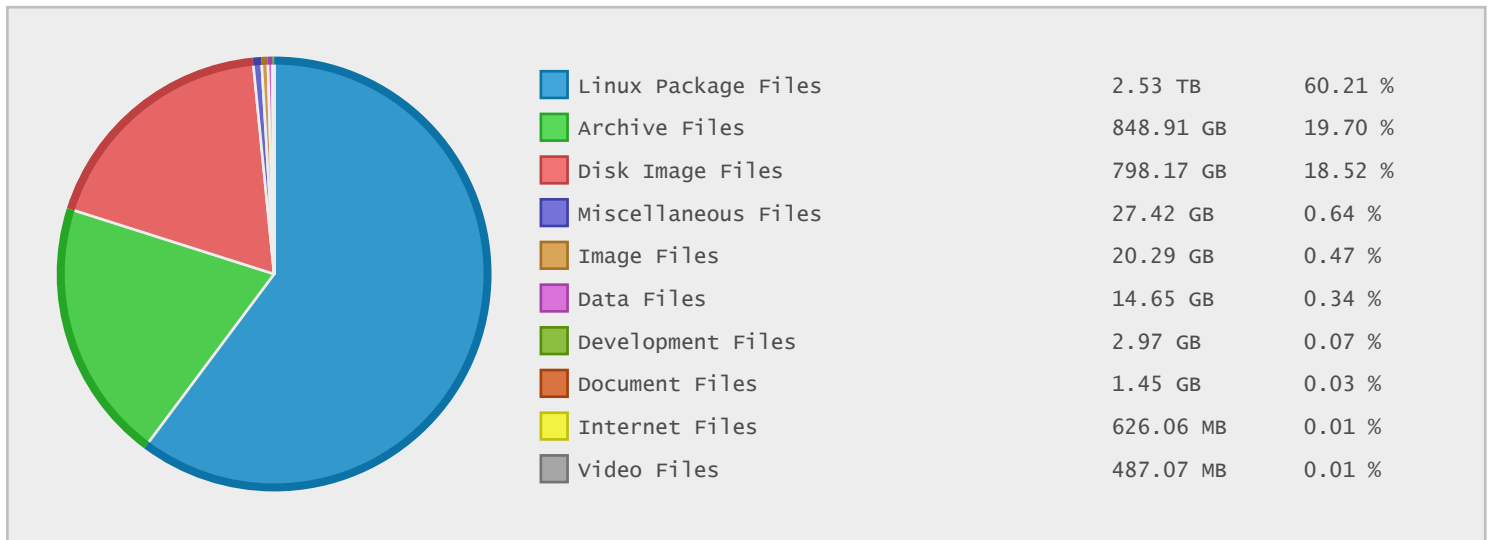 Linux Package Files 2.53 TB 60.21 %
Archive Files 848.91 GB 19.70 %
Disk Image Files 798.17 GB 18.52 %
Miscellaneous Files 27.42 GB 0.64 %
Image Files 20.29 GB 0.47 %
Data Files 14.65 GB 0.34 %
Development Files 2.97 GB 0.07 %
Document Files 1.45 GB 0.03 %
Internet Files 626.06 MB 0.01 %
Video Files 487.07 MB 0.01 %